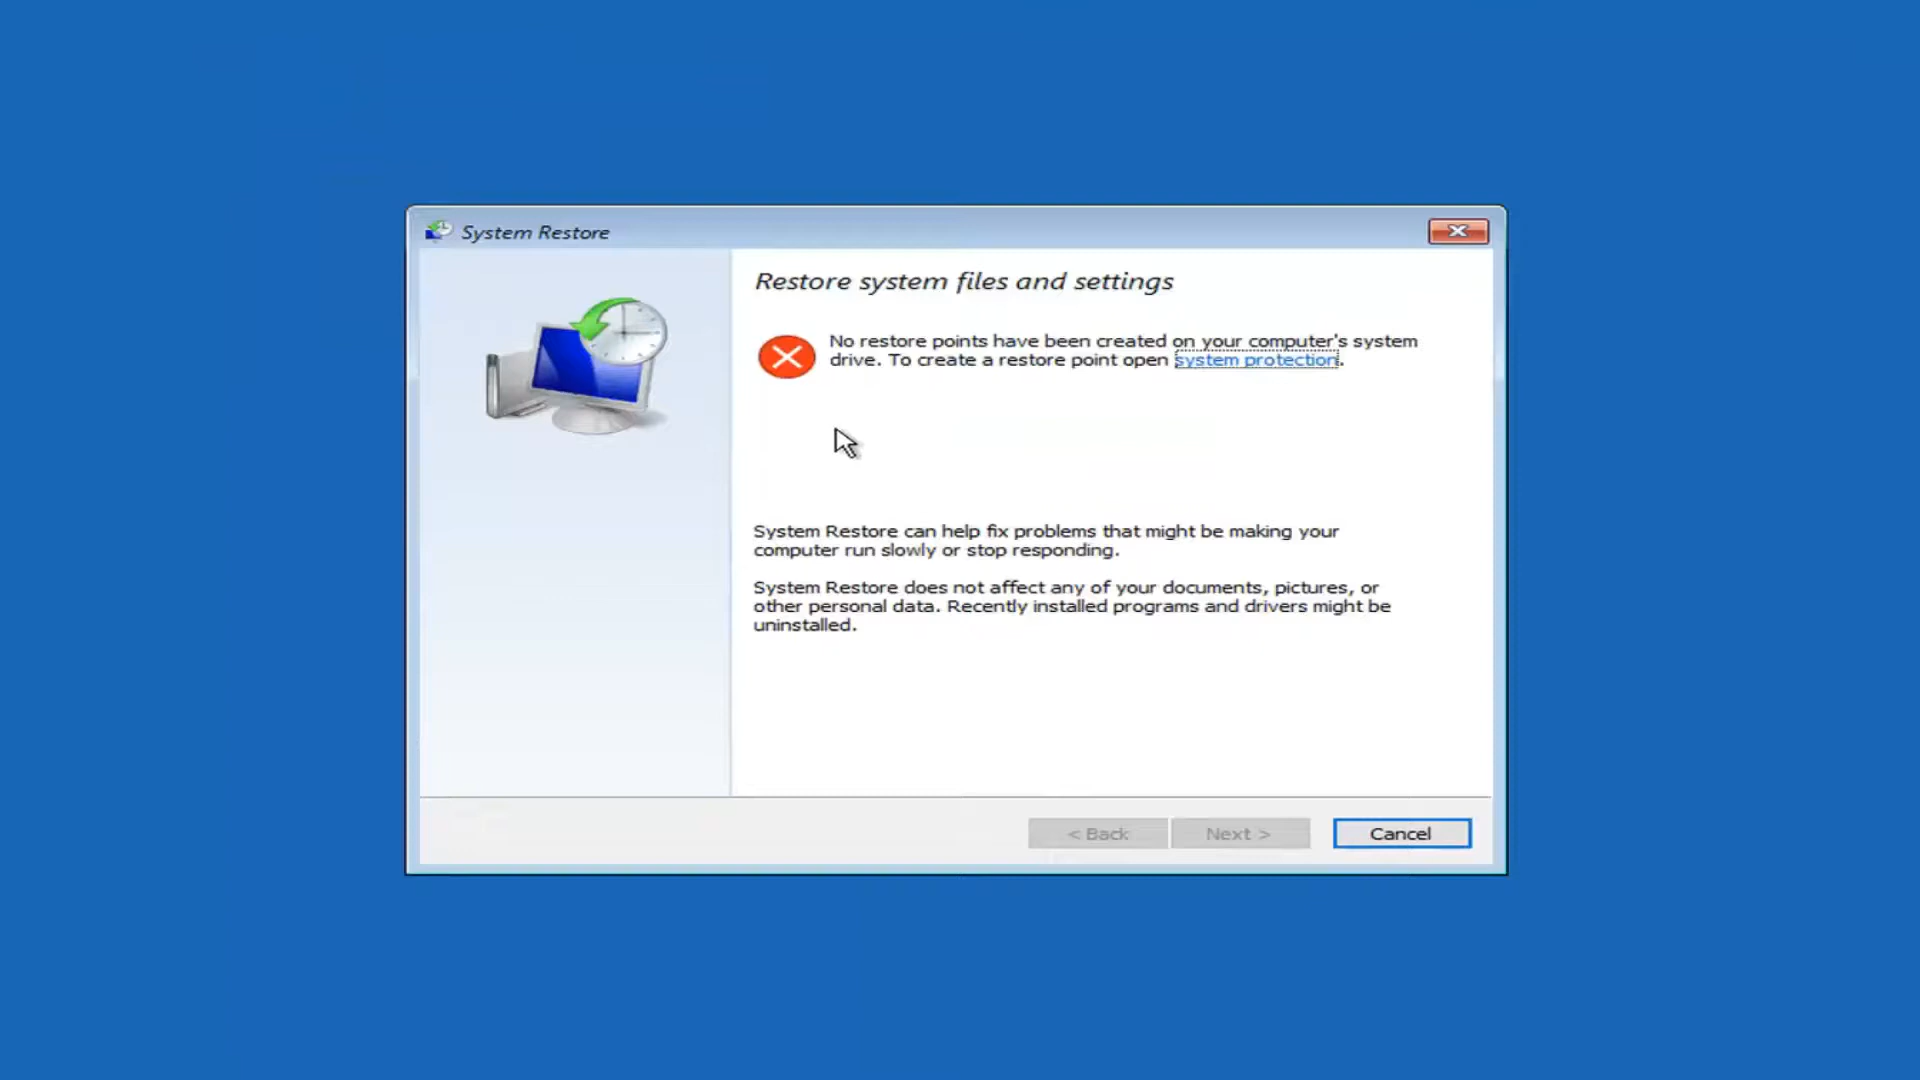 System Restore
Restore system files and settings
No restore points have been created on your computer's system
drive. To create a restore point open system protection.
System Restore can help fix problems that might be making your
computer run slowly or stop responding.
System Restore does not affect any of your documents, pictures, or
other personal data. Recently installed programs and drivers might be
uninstalled.
< Back
Next >
Cancel